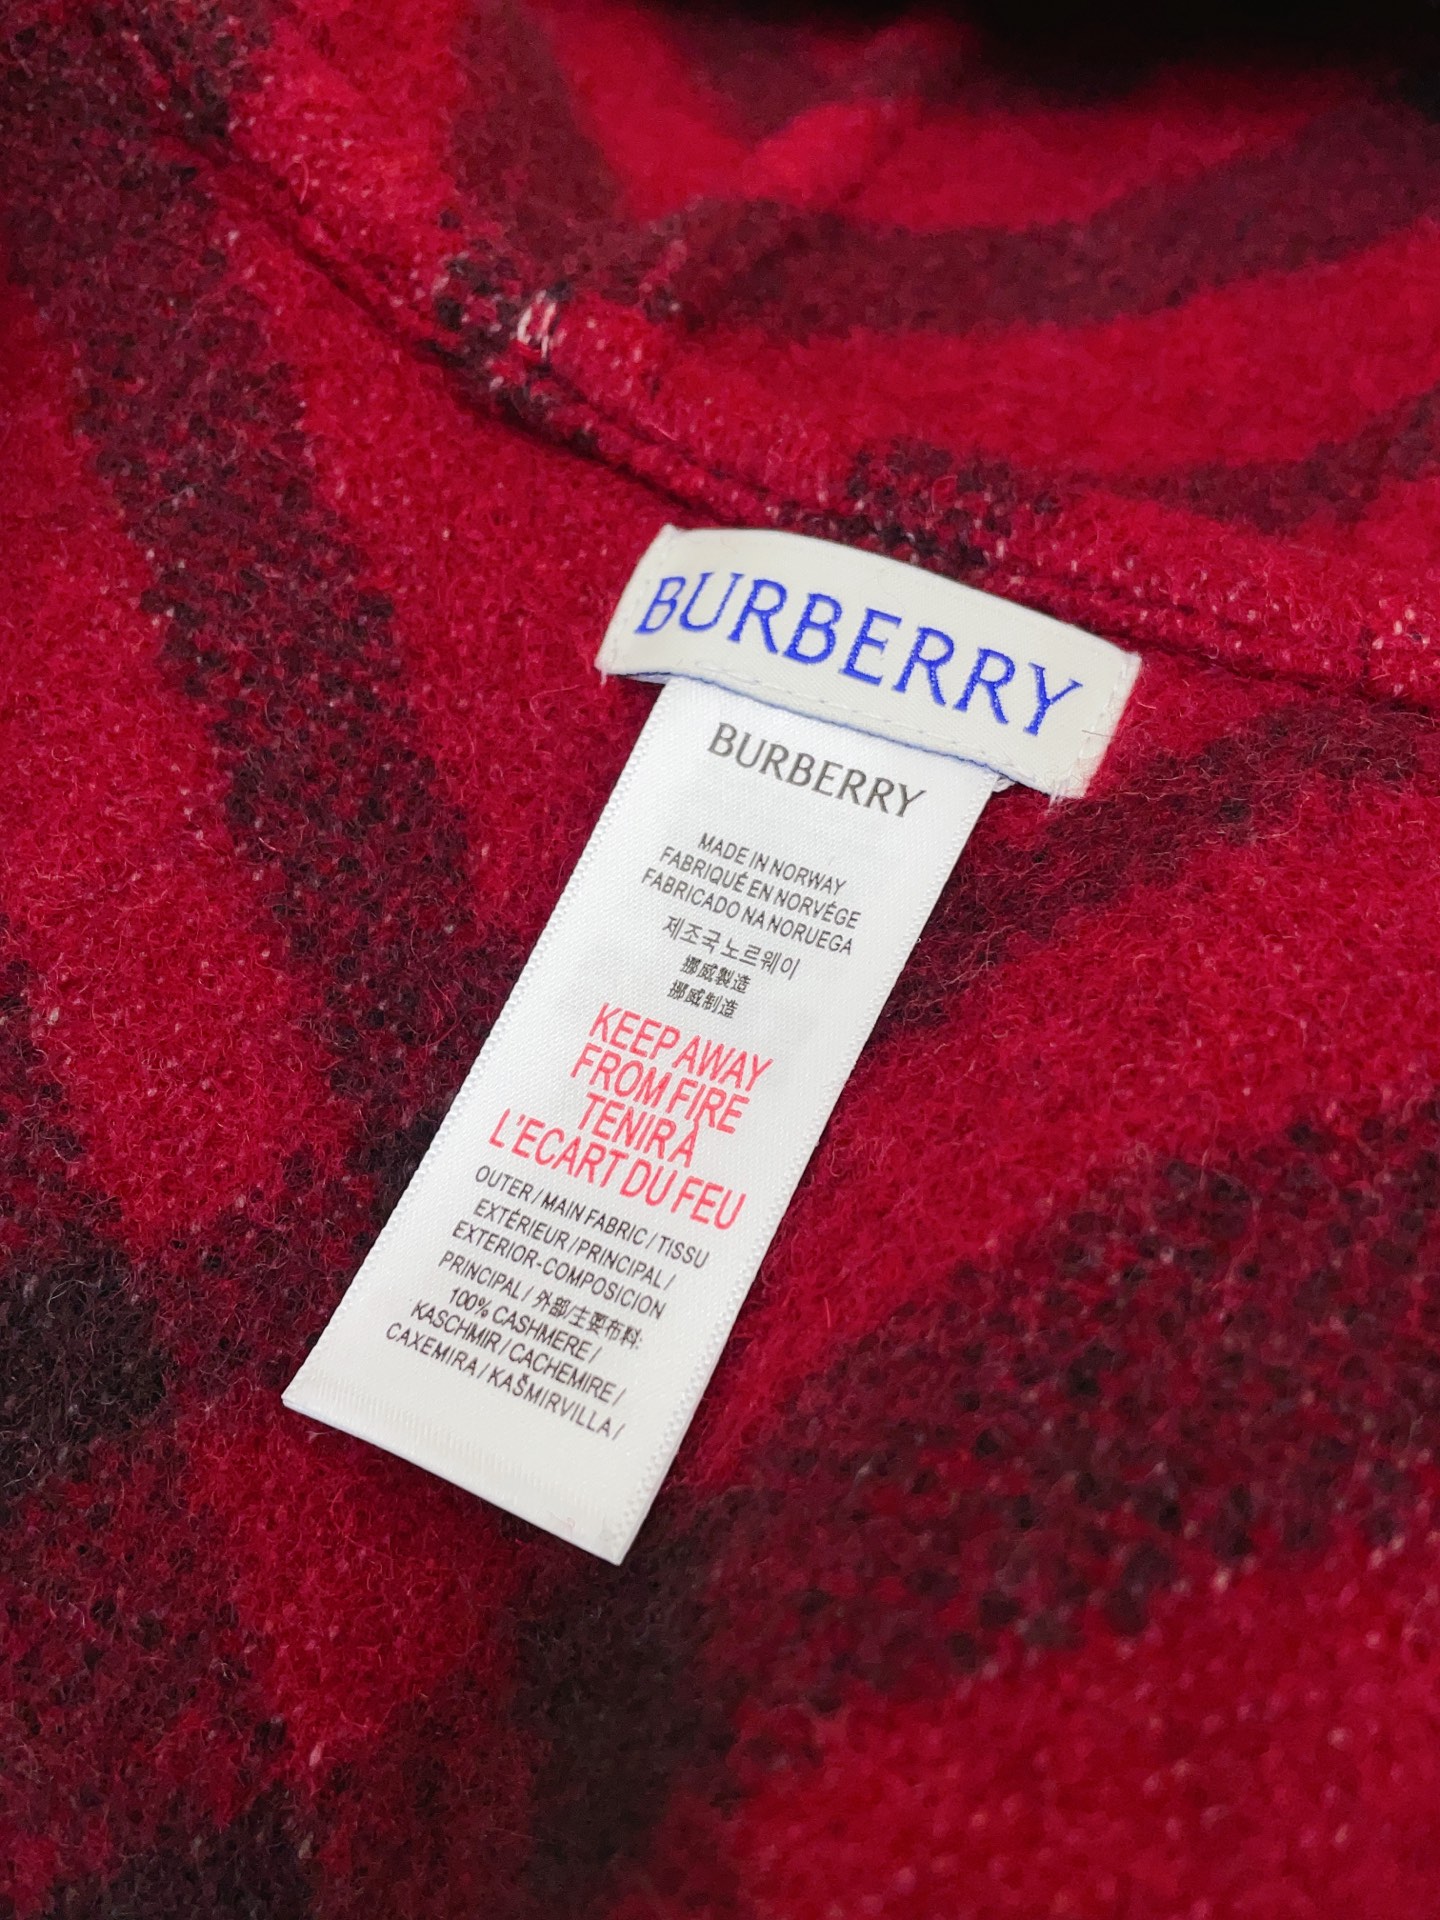 BURBERRY
BURBERRY
MADE IN NORWAY
FABRIQUÉ EN NORVÉGE
FABRICADO NA NORUEGA
제조국 노르웨이
挪威製造
挪威制造
KEEP AWAY
FROM FIRE
TENIR À
L'ECART DU FEU
OUTER / MAIN FABRIC / TISSU
EXTÉRIEUR / PRINCIPAL /
EXTERIOR-COMPOSICION
PRINCIPAL / 外部/主要布料:
100% CASHMERE /
KASCHMIR / CACHEMIRE /
CAXEMIRA / KAŠMIRVILLA /